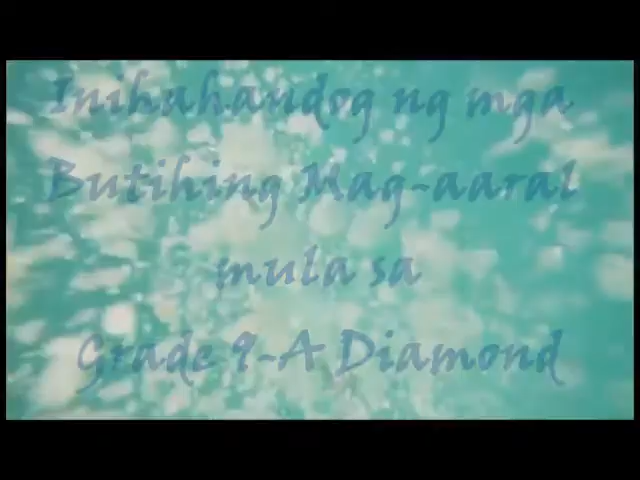 Inihahandog ng mga
Butihing Mag-aaral
mula sa
Grade 9-A Diamond